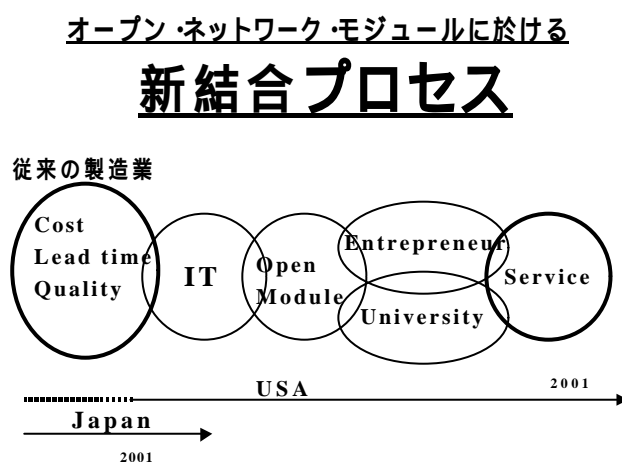 オープン・ネットワーク・モジュールに於ける
新結合プロセス
従来の製造業
Cost
Lead time
Quality
IT
Open
Module
Entrepreneur
University
Service
USA
2001
Japan
2001